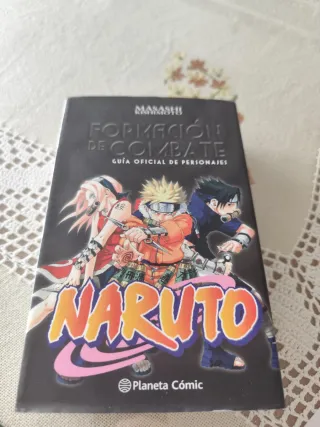 MASASHI
KISHIMOTO
FORMACIÓN
DE COMBATE
GUÍA OFICIAL DE PERSONAJES
NARUTO
Planeta Cómic